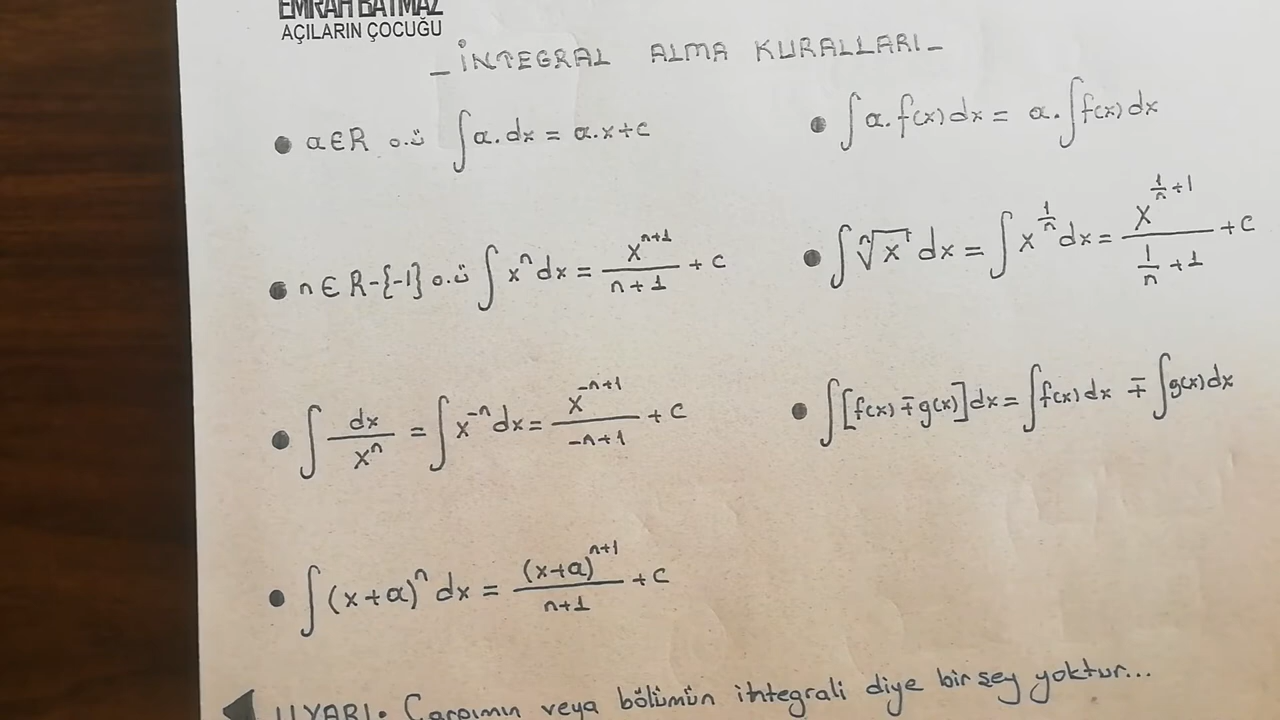 EMRAH BATMAZ
AÇILARIN ÇOCUĞU
- İNTEGRAL ALMA KURALLARI -
• a∈R o.ü ∫a.dx = a.x+c
• ∫a.f(x)dx = a.∫f(x)dx
• n∈R-{-1} o.ü ∫xⁿdx = x^(n+1)/(n+1) + c
• ∫ⁿ√x dx = ∫x^(1/n)dx = x^(1/n+1)/(1/n+1) + c
• ∫dx/xⁿ = ∫x^(-n)dx = x^(-n+1)/(-n+1) + c
• ∫[f(x)∓g(x)]dx = ∫f(x)dx ∓ ∫g(x)dx
• ∫(x+a)ⁿdx = (x+a)^(n+1)/(n+1) + c
UYARI. Çarpımın veya bölümün integrali diye bir şey yoktur...